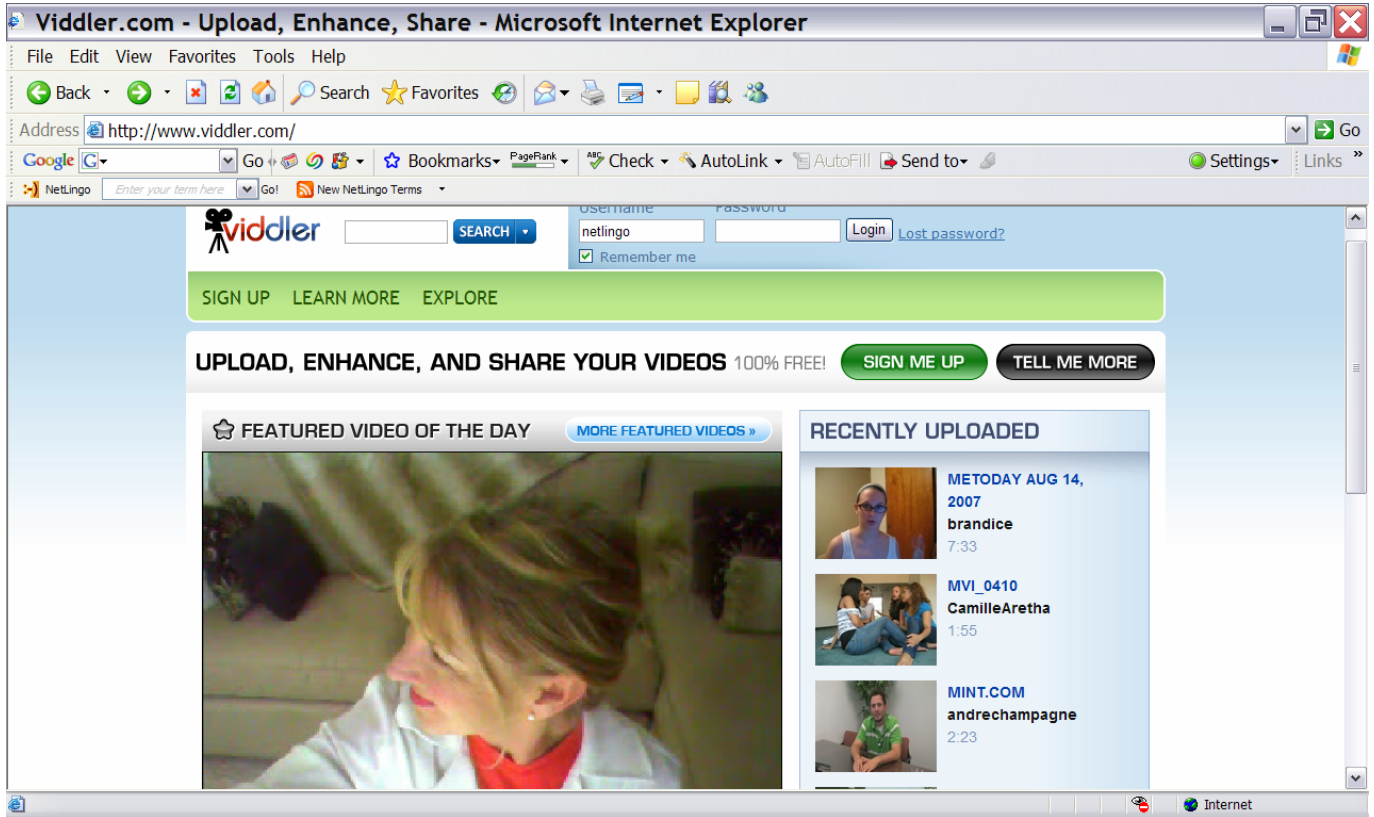 Viddler.com - Upload, Enhance, Share - Microsoft Internet Explorer
File Edit View Favorites Tools Help
Back Search Favorites
Address http://www.viddler.com/ Go
Google G Go Bookmarks PageRank ABC Check AutoLink AutoFill Send to Settings Links »
:-) NetLingo Enter your term here Go! New NetLingo Terms
Username Password
viddler SEARCH netlingo Login Lost password?
Remember me
SIGN UP LEARN MORE EXPLORE
UPLOAD, ENHANCE, AND SHARE YOUR VIDEOS 100% FREE! SIGN ME UP TELL ME MORE
FEATURED VIDEO OF THE DAY MORE FEATURED VIDEOS »
RECENTLY UPLOADED
METODAY AUG 14,
2007
brandice
7:33
MVI_0410
CamilleAretha
1:55
MINT.COM
andrechampagne
2:23
Internet